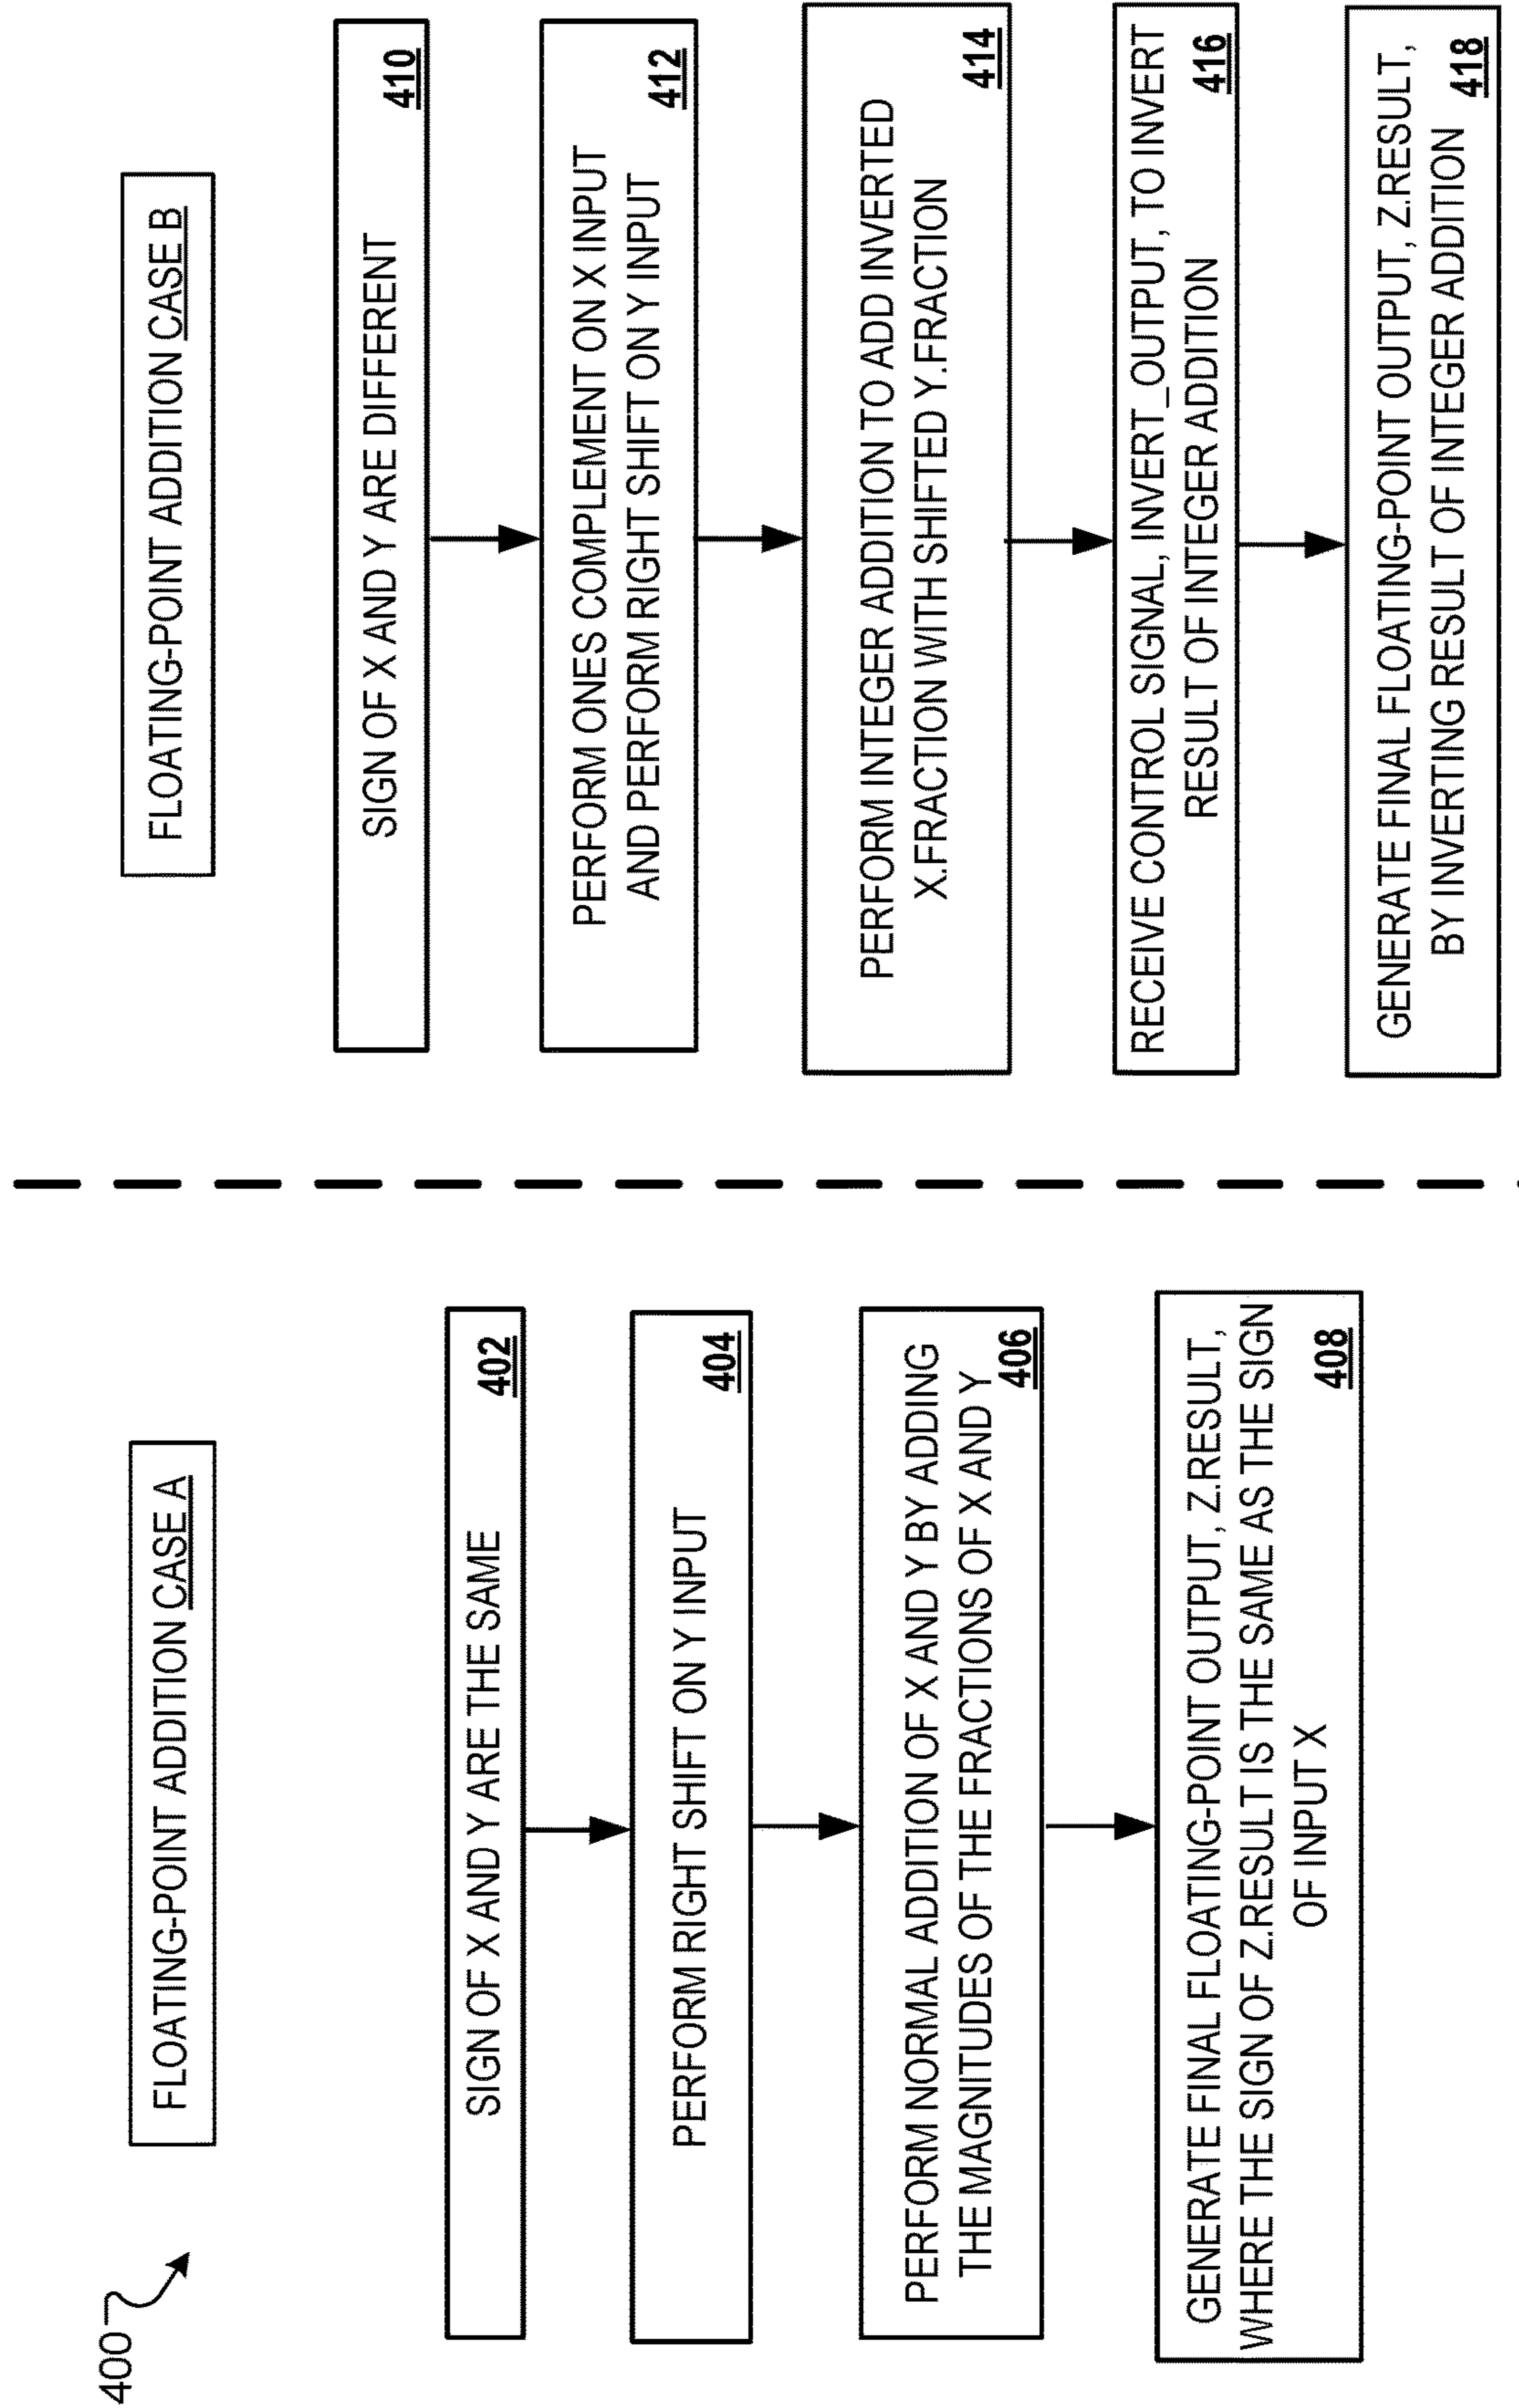 400
FLOATING-POINT ADDITION CASE A
SIGN OF X AND Y ARE THE SAME
402
PERFORM RIGHT SHIFT ON Y INPUT
404
PERFORM NORMAL ADDITION OF X AND Y BY ADDING
THE MAGNITUDES OF THE FRACTIONS OF X AND Y
406
GENERATE FINAL FLOATING-POINT OUTPUT, Z.RESULT,
WHERE THE SIGN OF Z.RESULT IS THE SAME AS THE SIGN
OF INPUT X
408
FLOATING-POINT ADDITION CASE B
SIGN OF X AND Y ARE DIFFERENT
410
PERFORM ONES COMPLEMENT ON X INPUT
AND PERFORM RIGHT SHIFT ON Y INPUT
412
PERFORM INTEGER ADDITION TO ADD INVERTED
X.FRACTION WITH SHIFTED Y.FRACTION
414
RECEIVE CONTROL SIGNAL, INVERT_OUTPUT, TO INVERT
RESULT OF INTEGER ADDITION
416
GENERATE FINAL FLOATING-POINT OUTPUT, Z.RESULT,
BY INVERTING RESULT OF INTEGER ADDITION
418